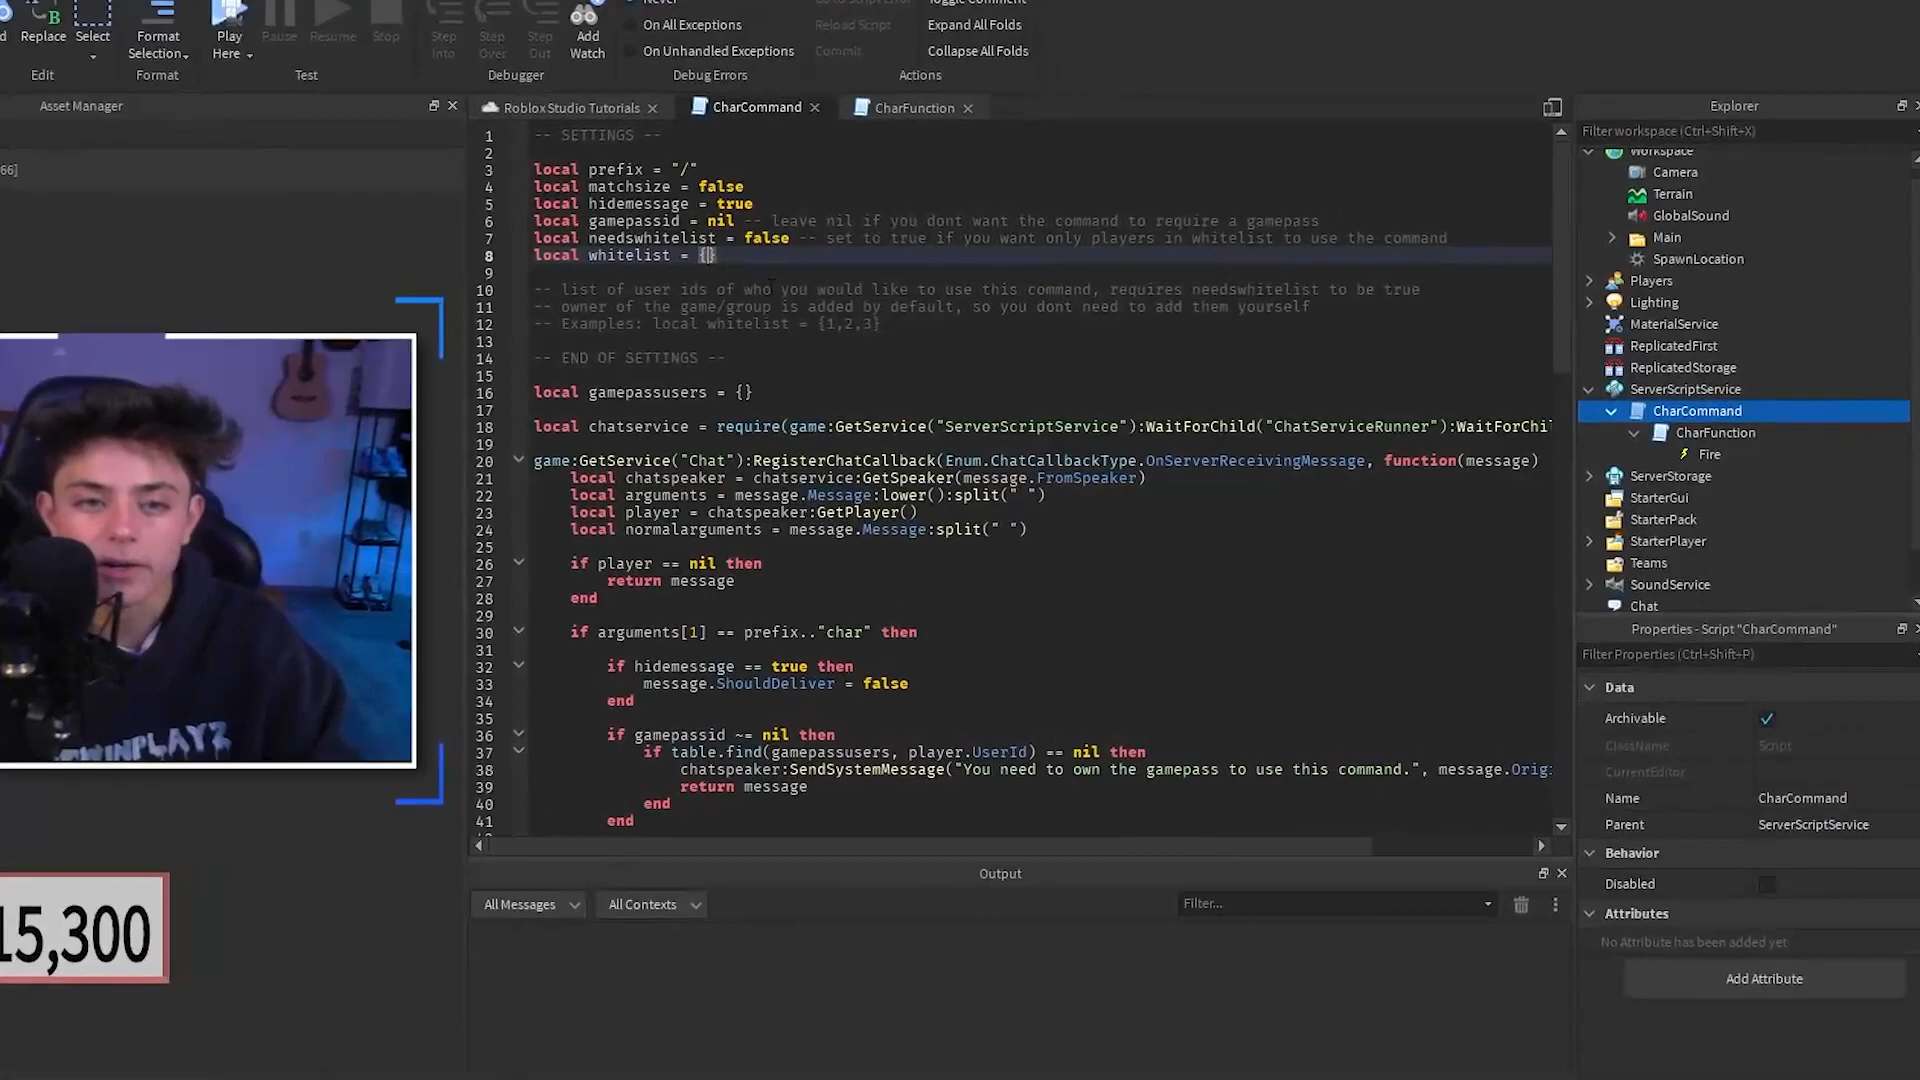 Toggle Comment
Replace
Select
Format
Selection
Play
Here
Pause
Resume
Stop
Step
Into
Step
Over
Step
Out
Add
Watch
Never
On All Exceptions
On Unhandled Exceptions
Reload Script
Commit
Expand All Folds
Collapse All Folds
Edit
Format
Test
Debugger
Debug Errors
Actions
Asset Manager
66]
Roblox Studio Tutorials
CharCommand
CharFunction
1 -- SETTINGS --
2
3 local prefix = "/"
4 local matchsize = false
5 local hidemessage = true
6 local gamepassid = nil -- leave nil if you dont want the command to require a gamepass
7 local needswhitelist = false -- set to true if you want only players in whitelist to use the command
8 local whitelist = {}
9
10 -- list of user ids of who you would like to use this command, requires needswhitelist to be true
11 -- owner of the game/group is added by default, so you dont need to add them yourself
12 -- Examples: local whitelist = {1,2,3}
13
14 -- END OF SETTINGS --
15
16 local gamepassusers = {}
17
18 local chatservice = require(game:GetService("ServerScriptService"):WaitForChild("ChatServiceRunner"):WaitForChil
19
20 game:GetService("Chat"):RegisterChatCallback(Enum.ChatCallbackType.OnServerReceivingMessage, function(message)
21 local chatspeaker = chatservice:GetSpeaker(message.FromSpeaker)
22 local arguments = message.Message:lower():split(" ")
23 local player = chatspeaker:GetPlayer()
24 local normalarguments = message.Message:split(" ")
25
26 if player == nil then
27 return message
28 end
29
30 if arguments[1] == prefix.."char" then
31
32 if hidemessage == true then
33 message.ShouldDeliver = false
34 end
35
36 if gamepassid ~= nil then
37 if table.find(gamepassusers, player.UserId) == nil then
38 chatspeaker:SendSystemMessage("You need to own the gamepass to use this command.", message.Orig
39 return message
40 end
41 end
Output
All Messages
All Contexts
Filter...
Explorer
Filter workspace (Ctrl+Shift+X)
Workspace
Camera
Terrain
GlobalSound
Main
SpawnLocation
Players
Lighting
MaterialService
ReplicatedFirst
ReplicatedStorage
ServerScriptService
CharCommand
CharFunction
Fire
ServerStorage
StarterGui
StarterPack
StarterPlayer
Teams
SoundService
Chat
Properties - Script "CharCommand"
Filter Properties (Ctrl+Shift+P)
Data
Archivable
ClassName Script
CurrentEditor
Name CharCommand
Parent ServerScriptService
Behavior
Disabled
Attributes
No Attribute has been added yet
Add Attribute
15,300